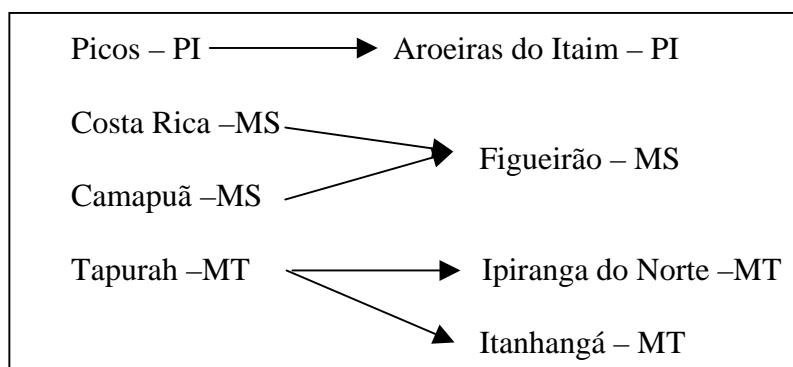 Picos – PI Aroeiras do Itaim – PI
Costa Rica –MS
Figueirão – MS
Camapuã –MS
Tapurah –MT Ipiranga do Norte –MT
Itanhangá – MT